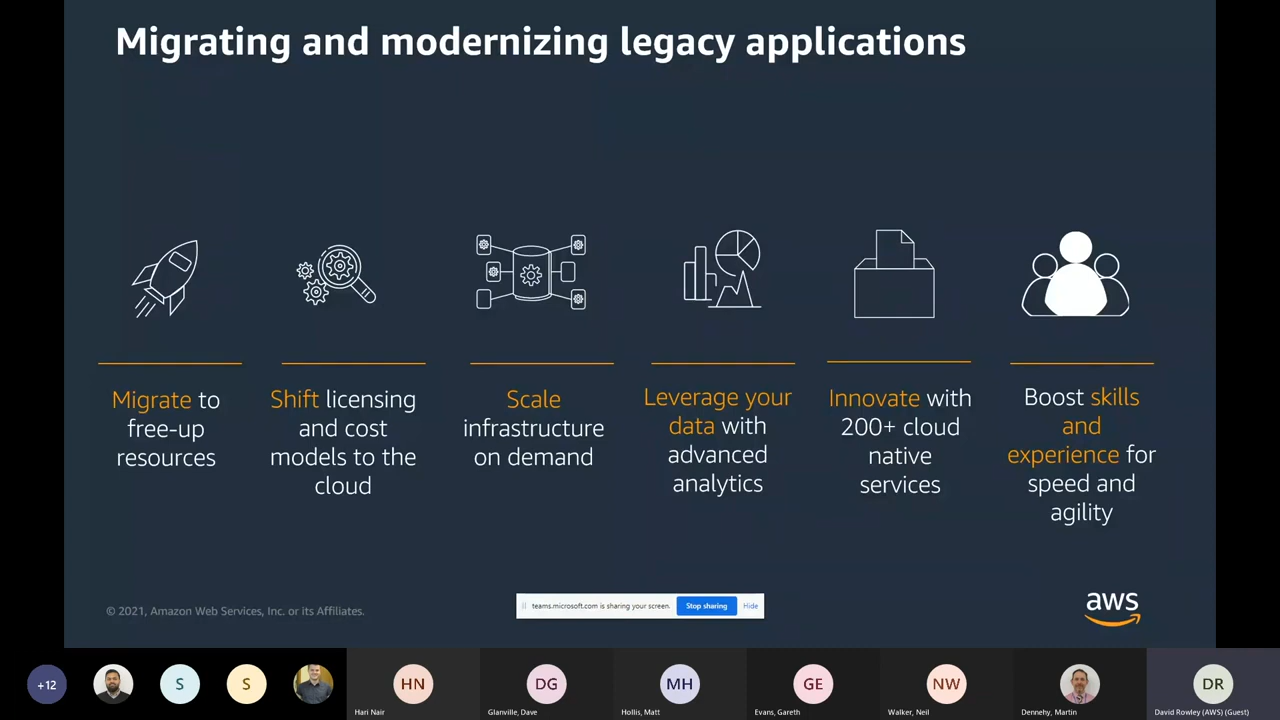 Migrating and modernizing legacy applications
Migrate to
free-up
resources
Shift licensing
and cost
models to the
cloud
Scale
infrastructure
on demand
Leverage your
data with
advanced
analytics
Innovate with
200+ cloud
native
services
Boost skills
and
experience for
speed and
agility
© 2021, Amazon Web Services, Inc. or its Affiliates.
teams.microsoft.com is sharing your screen.
Stop sharing
Hide
aws
+12
S
S
HN
Hari Nair
DG
Glanville, Dave
MH
Hollis, Matt
GE
Evans, Gareth
NW
Walker, Neil
Dennehy, Martin
DR
David Rowley (AWS) (Guest)